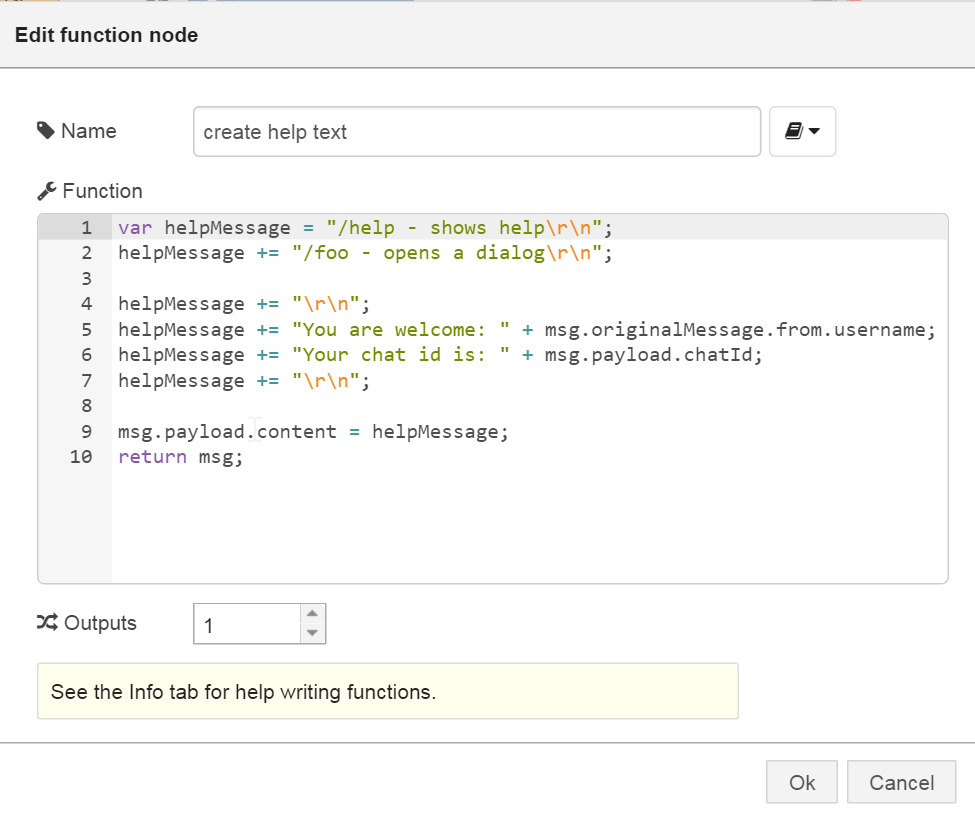 Edit function node
Name
create help text
Function
1 var helpMessage = "/help - shows help\r\n";
2 helpMessage += "/foo - opens a dialog\r\n";
3
4 helpMessage += "\r\n";
5 helpMessage += "You are welcome: " + msg.originalMessage.from.username;
6 helpMessage += "Your chat id is: " + msg.payload.chatId;
7 helpMessage += "\r\n";
8
9 msg.payload.content = helpMessage;
10 return msg;
Outputs
1
See the Info tab for help writing functions.
Ok
Cancel